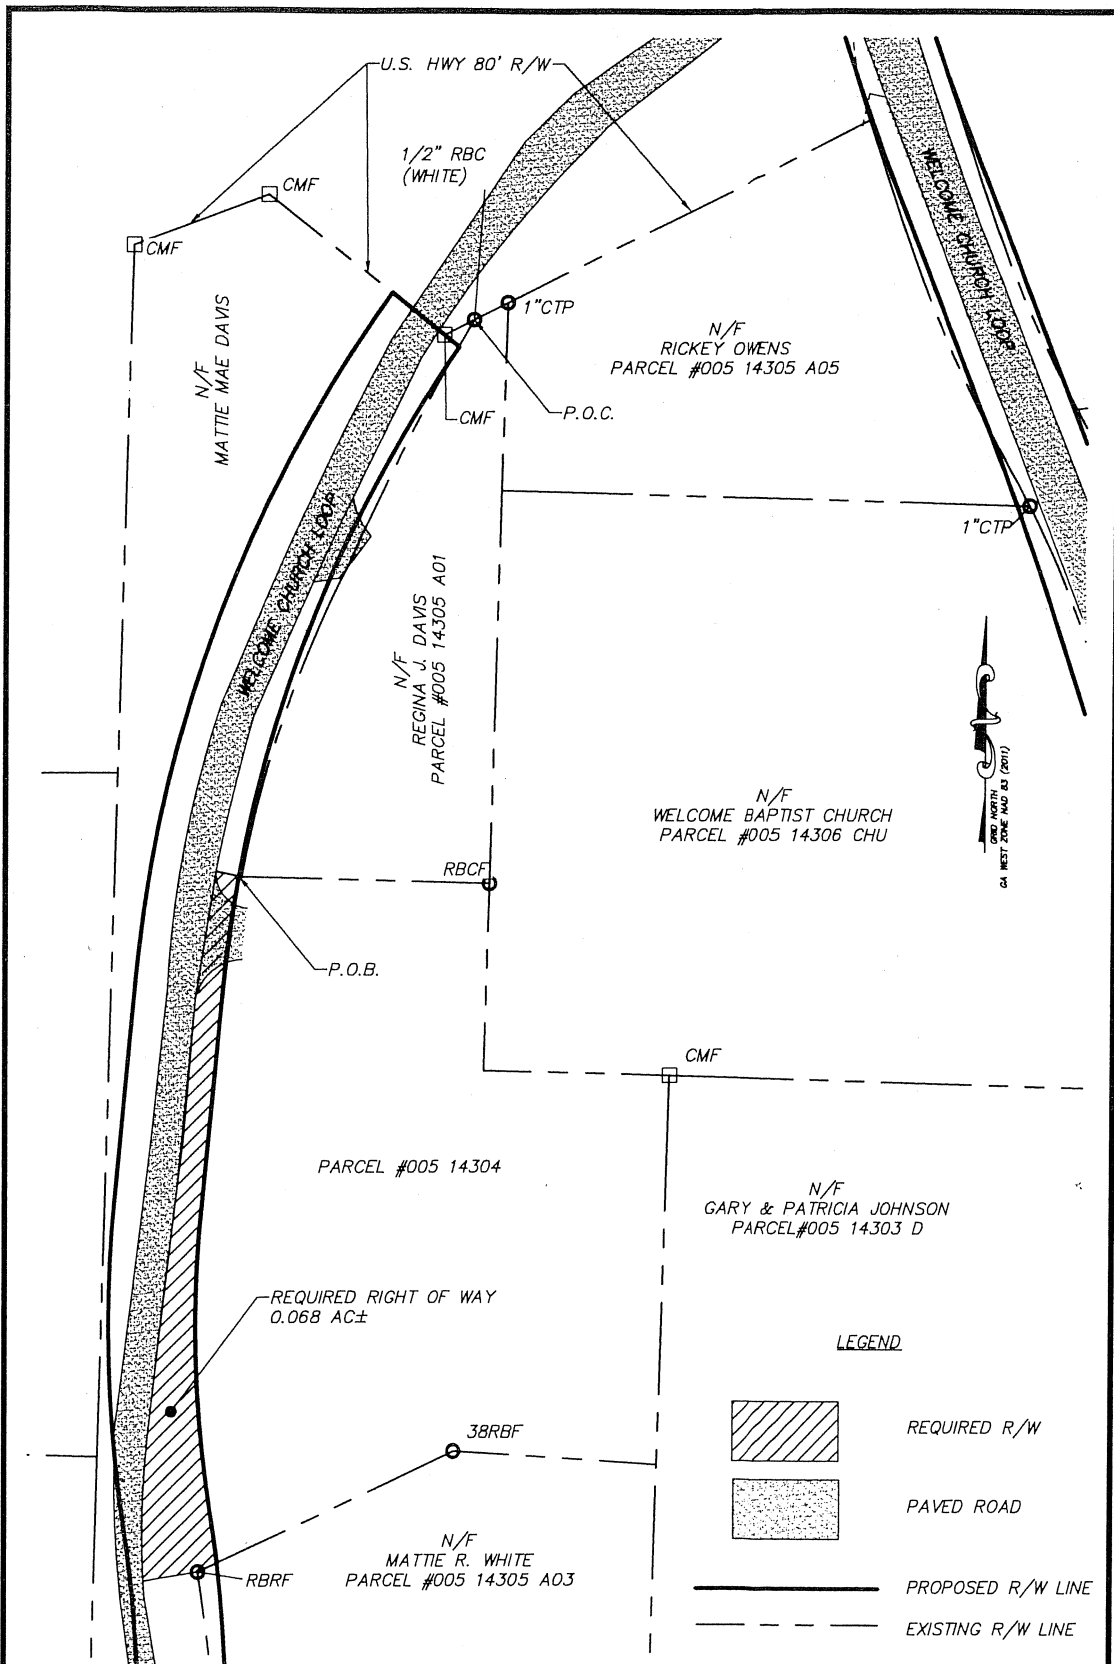 U.S. HWY 80' R/W
1/2" RBC
(WHITE)
CMF
CMF
1"CTP
N/F
MATTIE MAE DAVIS
N/F
RICKEY OWENS
PARCEL #005 14305 A05
WELCOME CHURCH LOOP
CMF
P.O.C.
1"CTP
WELCOME CHURCH LOOP
N/F
REGINA J. DAVIS
PARCEL #005 14305 A01
GRID NORTH
GA WEST ZONE NAD 83 (2011)
N/F
WELCOME BAPTIST CHURCH
PARCEL #005 14306 CHU
RBCF
P.O.B.
CMF
PARCEL #005 14304
N/F
GARY & PATRICIA JOHNSON
PARCEL#005 14303 D
REQUIRED RIGHT OF WAY
0.068 AC±
LEGEND
REQUIRED R/W
38RBF
PAVED ROAD
N/F
MATTIE R. WHITE
PARCEL #005 14305 A03
RBRF
PROPOSED R/W LINE
EXISTING R/W LINE